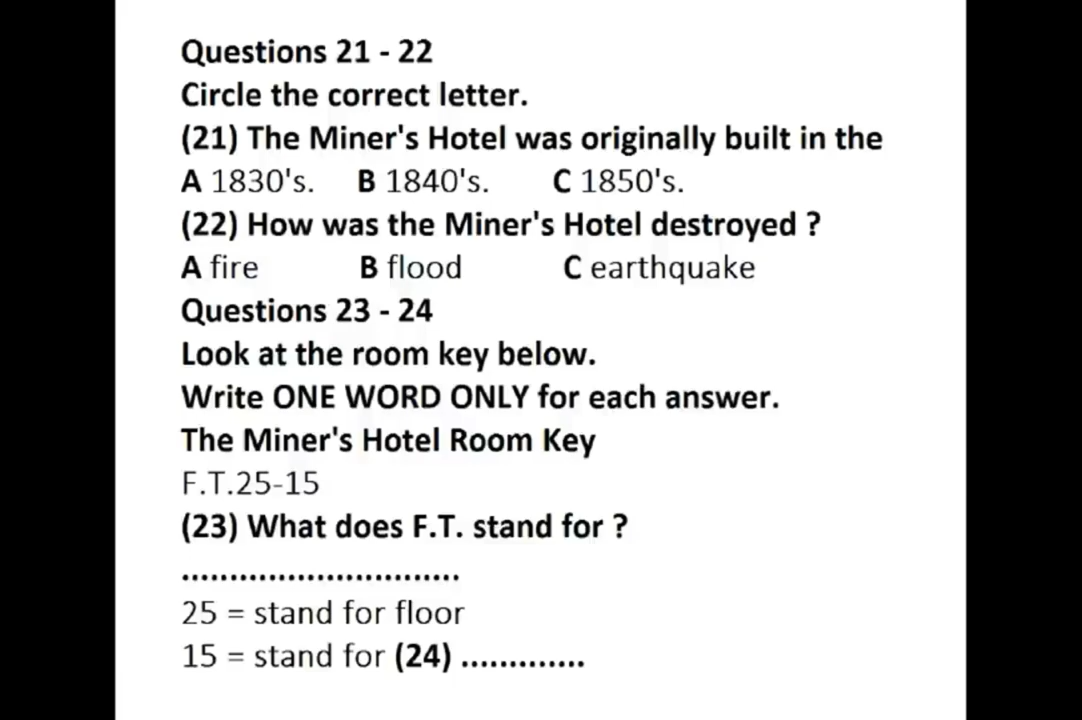 Questions 21 - 22
Circle the correct letter.
(21) The Miner's Hotel was originally built in the
A 1830's. B 1840's. C 1850's.
(22) How was the Miner's Hotel destroyed ?
A fire B flood C earthquake
Questions 23 - 24
Look at the room key below.
Write ONE WORD ONLY for each answer.
The Miner's Hotel Room Key
F.T.25-15
(23) What does F.T. stand for ?
..............................
25 = stand for floor
15 = stand for (24) .............